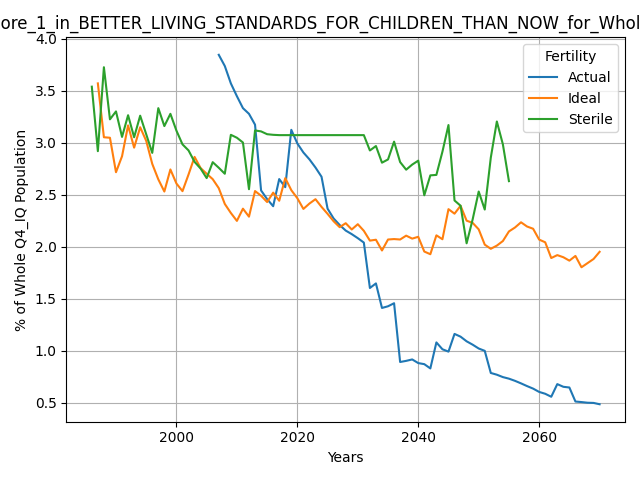 ore_1_in_BETTER_LIVING_STANDARDS_FOR_CHILDREN_THAN_NOW_for_Whol
Fertility
Actual
Ideal
Sterile
% of Whole Q4_IQ Population
4.0
3.5
3.0
2.5
2.0
1.5
1.0
0.5
2000
2020
2040
2060
Years